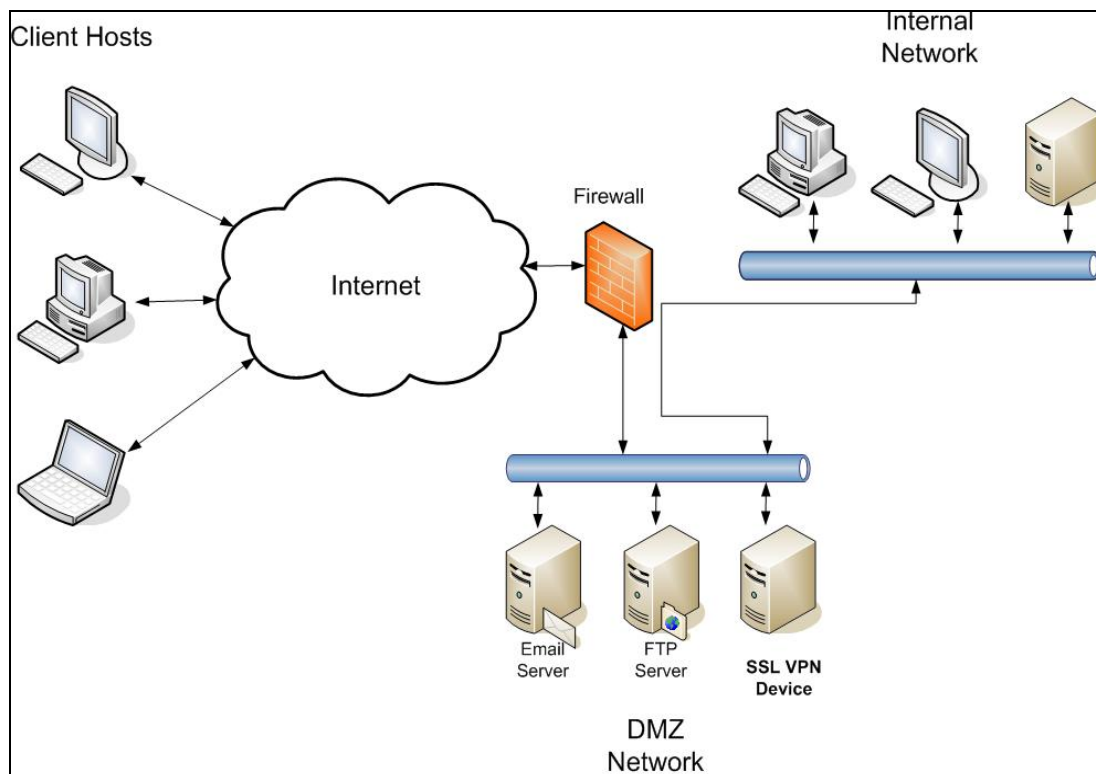 Client Hosts
Internal
Network
Firewall
Internet
Email
Server
FTP
Server
SSL VPN
Device
DMZ
Network